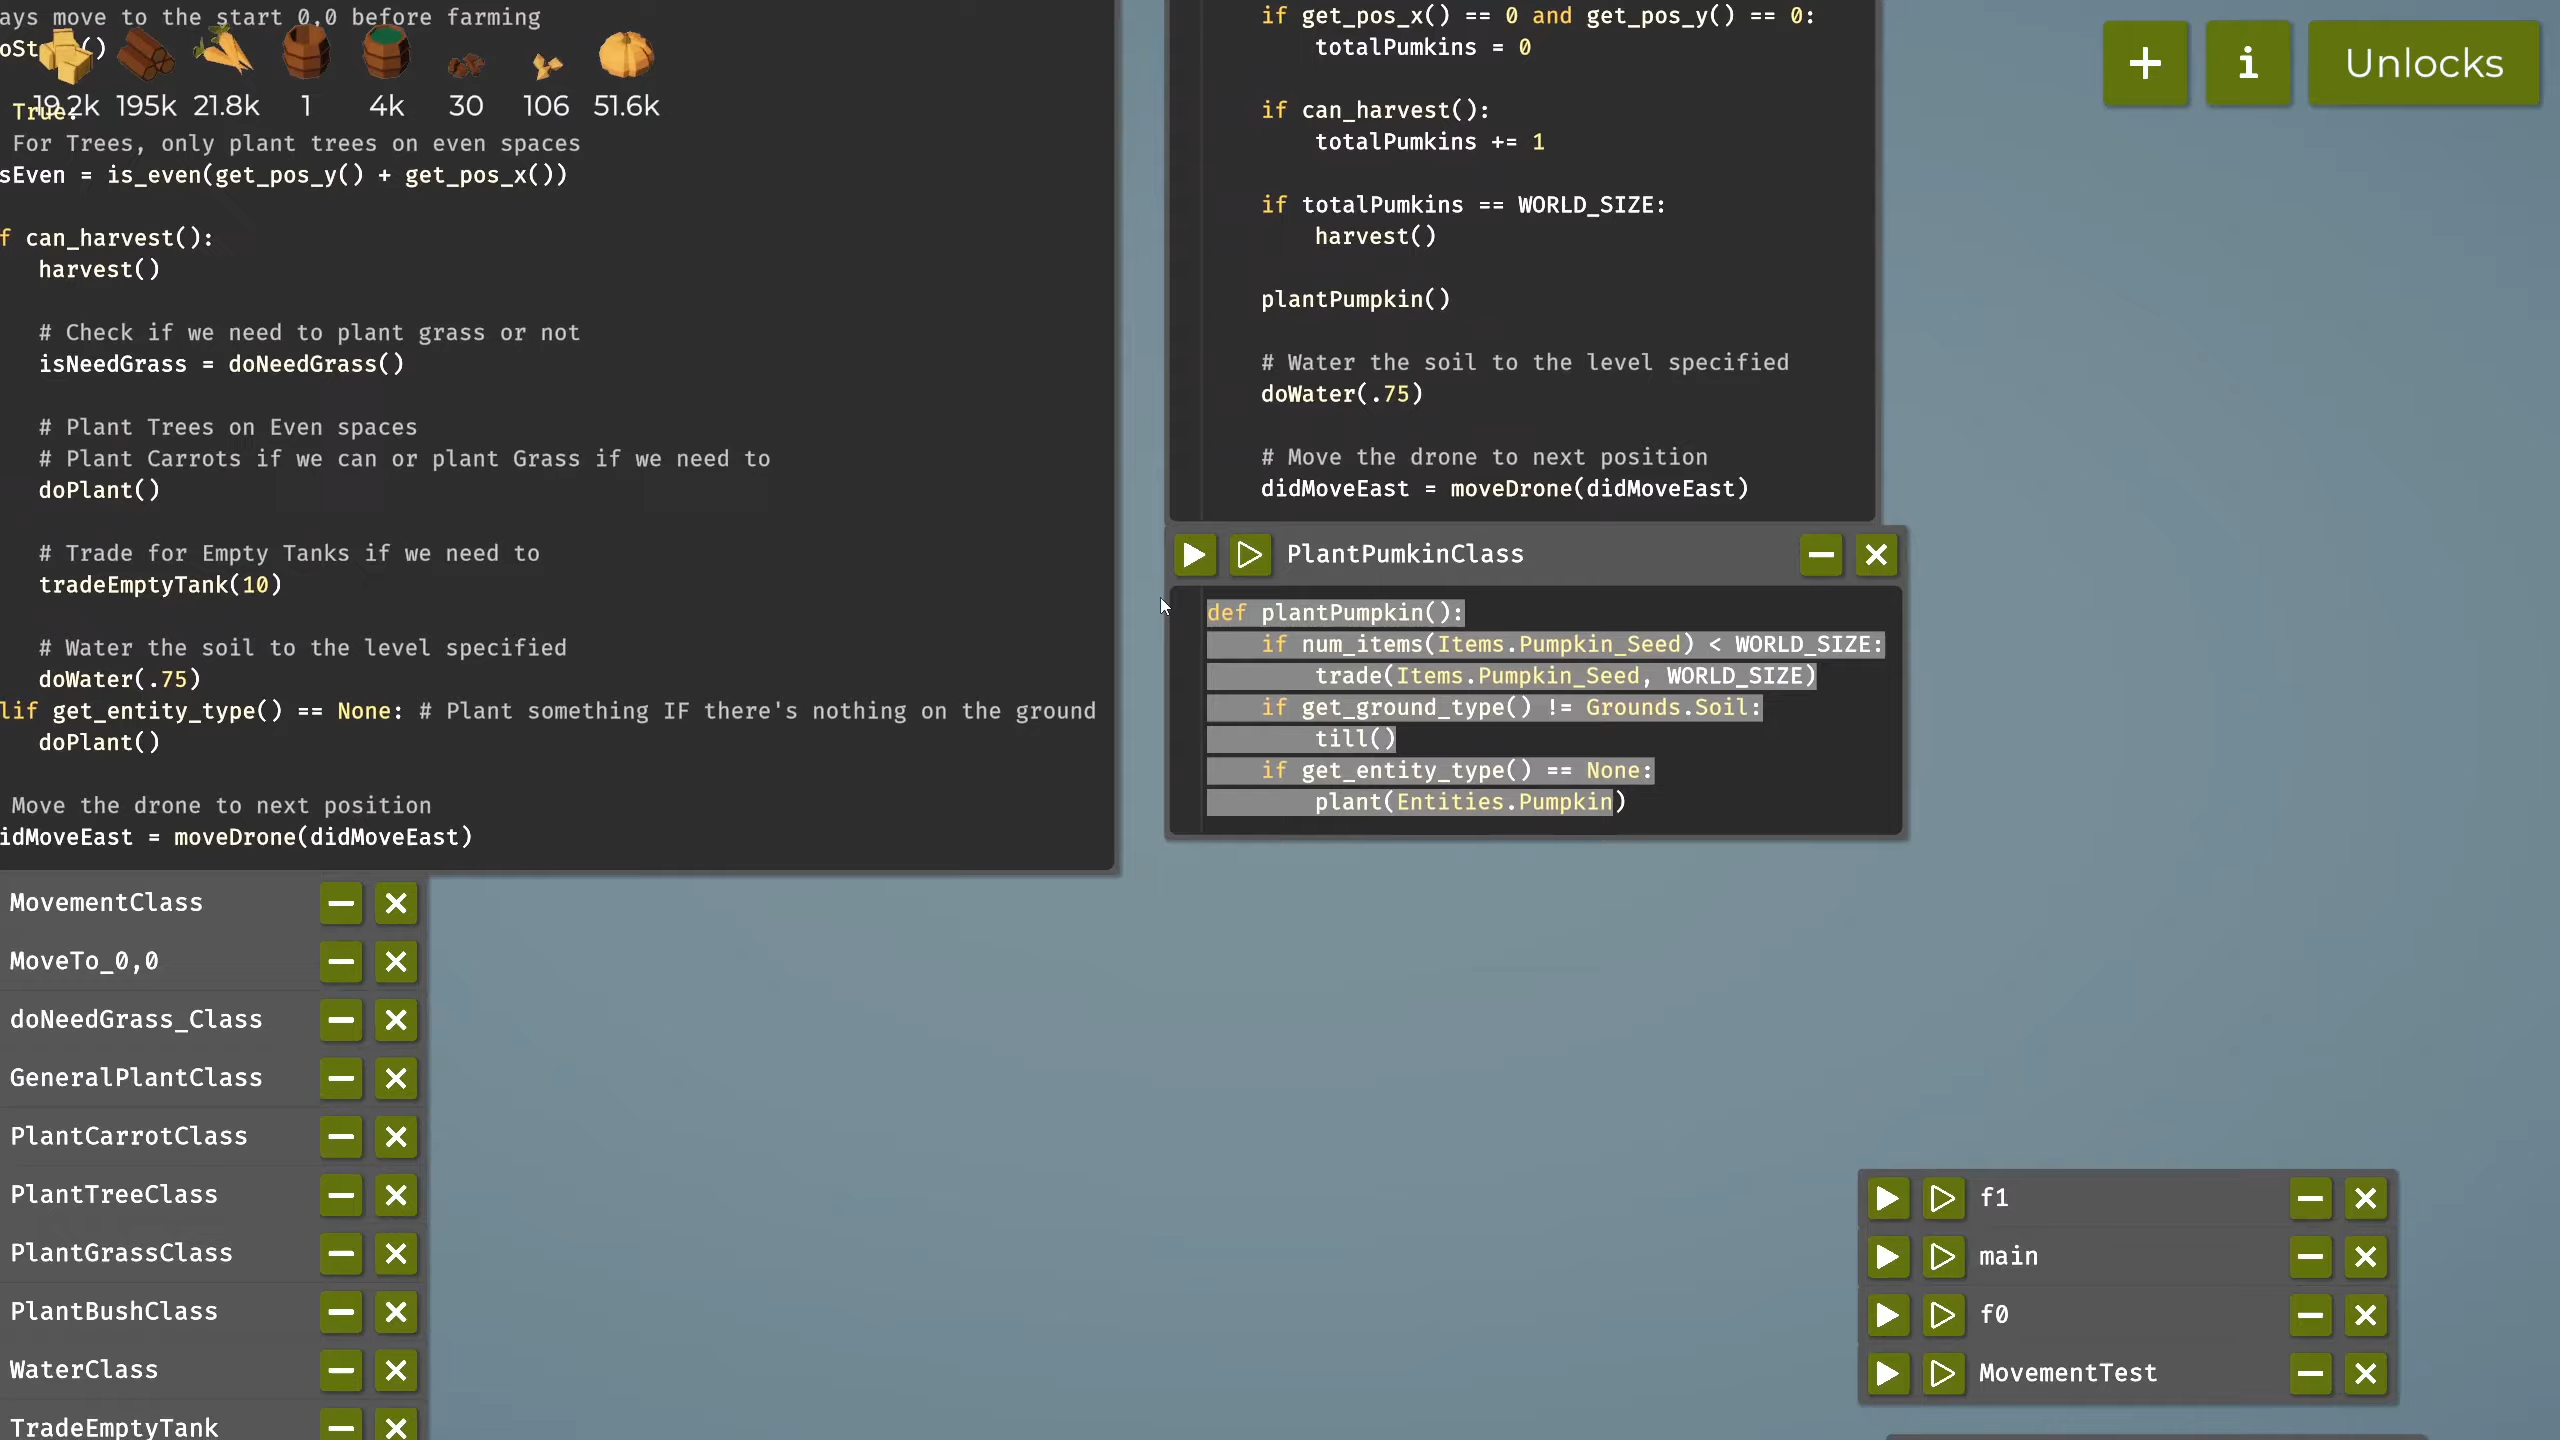 ays move to the start 0,0 before farming
()
19.2k 195k 21.8k 1 4k 30 106 51.6k
True:
For Trees, only plant trees on even spaces
sEven = is_even(get_pos_y() + get_pos_x())
f can_harvest():
harvest()
# Check if we need to plant grass or not
isNeedGrass = doNeedGrass()
# Plant Trees on Even spaces
# Plant Carrots if we can or plant Grass if we need to
doPlant()
# Trade for Empty Tanks if we need to
tradeEmptyTank(10)
# Water the soil to the level specified
doWater(.75)
lif get_entity_type() == None: # Plant something IF there's nothing on the ground
doPlant()
Move the drone to next position
idMoveEast = moveDrone(didMoveEast)
MovementClass
MoveTo_0,0
doNeedGrass_Class
GeneralPlantClass
PlantCarrotClass
PlantTreeClass
PlantGrassClass
PlantBushClass
WaterClass
TradeEmptyTank
if get_pos_x() == 0 and get_pos_y() == 0:
totalPumkins = 0
if can_harvest():
totalPumkins += 1
if totalPumkins == WORLD_SIZE:
harvest()
plantPumpkin()
# Water the soil to the level specified
doWater(.75)
# Move the drone to next position
didMoveEast = moveDrone(didMoveEast)
PlantPumkinClass
def plantPumpkin():
if num_items(Items.Pumpkin_Seed) < WORLD_SIZE:
trade(Items.Pumpkin_Seed, WORLD_SIZE)
if get_ground_type() != Grounds.Soil:
till()
if get_entity_type() == None:
plant(Entities.Pumpkin)
+ i Unlocks
f1
main
f0
MovementTest